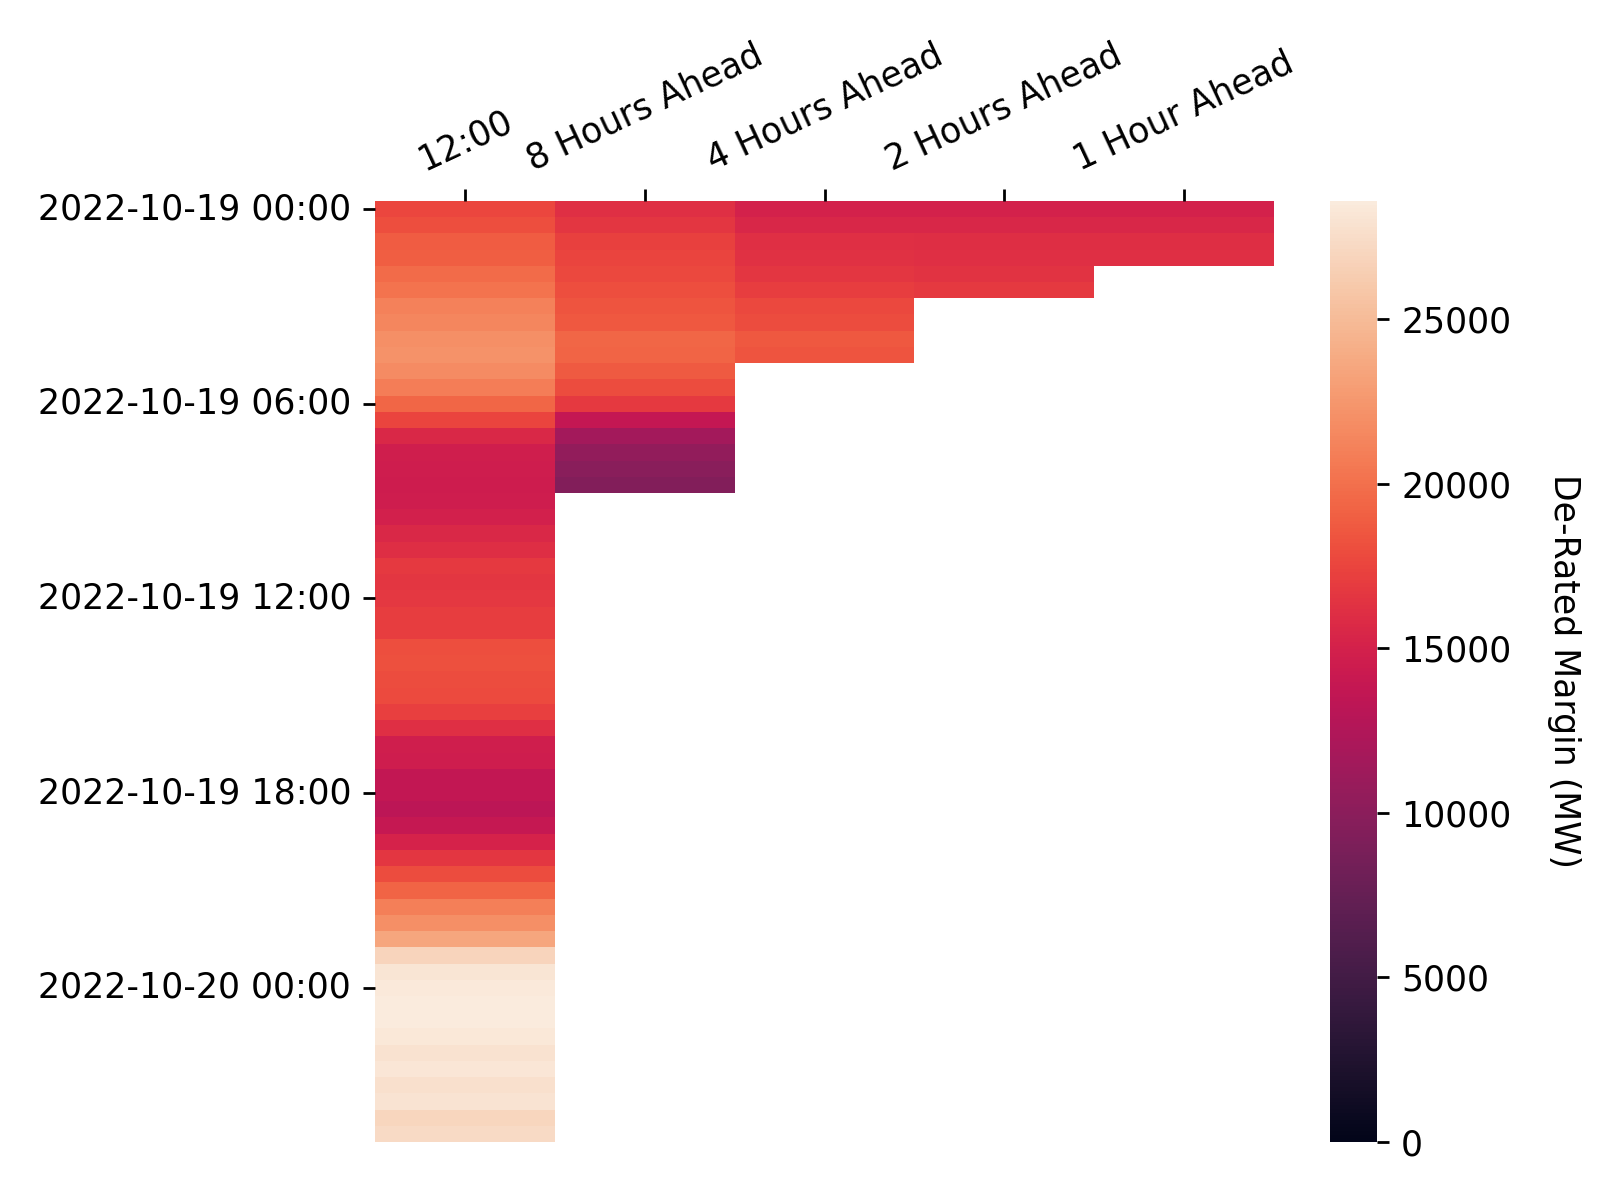 12:00
8 Hours Ahead
4 Hours Ahead
2 Hours Ahead
1 Hour Ahead
2022-10-19 00:00
2022-10-19 06:00
2022-10-19 12:00
2022-10-19 18:00
2022-10-20 00:00
25000
20000
15000
10000
5000
0
De-Rated Margin (MW)